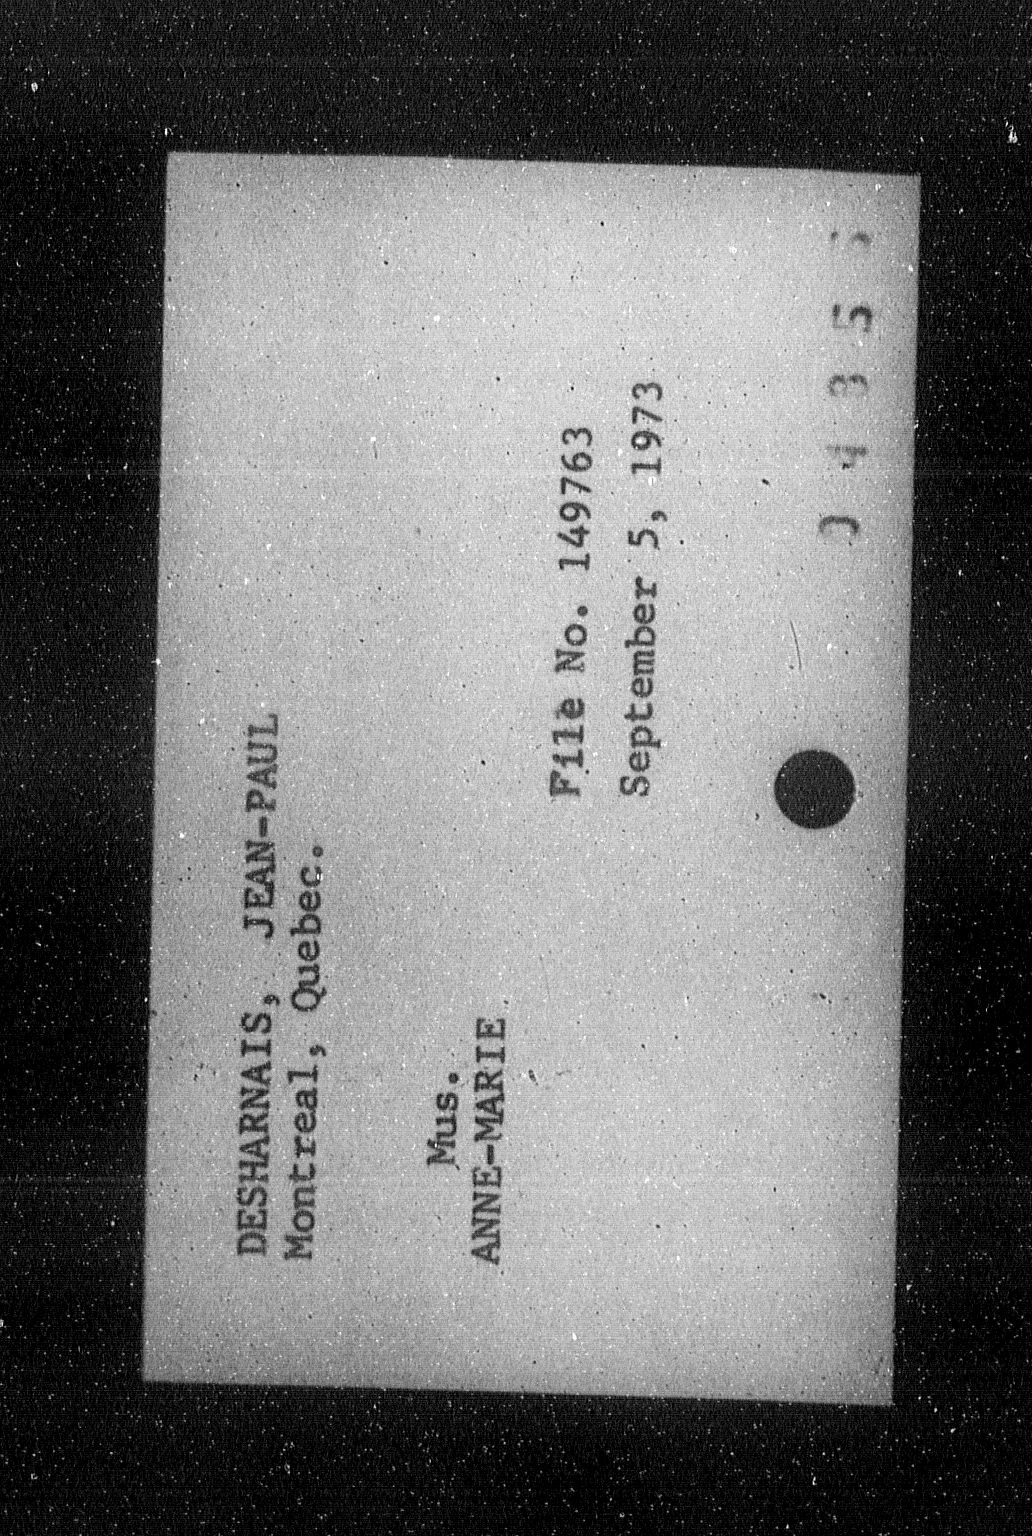 DESHARNAIS, JEAN-PAUL
Montreal, Quebec.
Mus.
ANNE-MARIE
File No. 149763
September 5, 1973